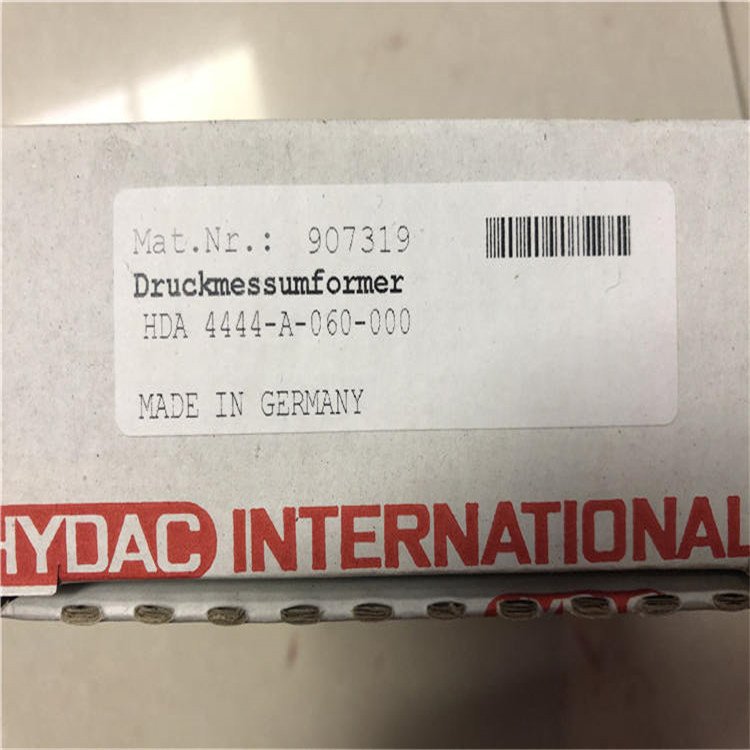 Mat.Nr.: 907319
Druckmessumformer
HDA 4444-A-060-000
MADE IN GERMANY
HYDAC INTERNATIONAL